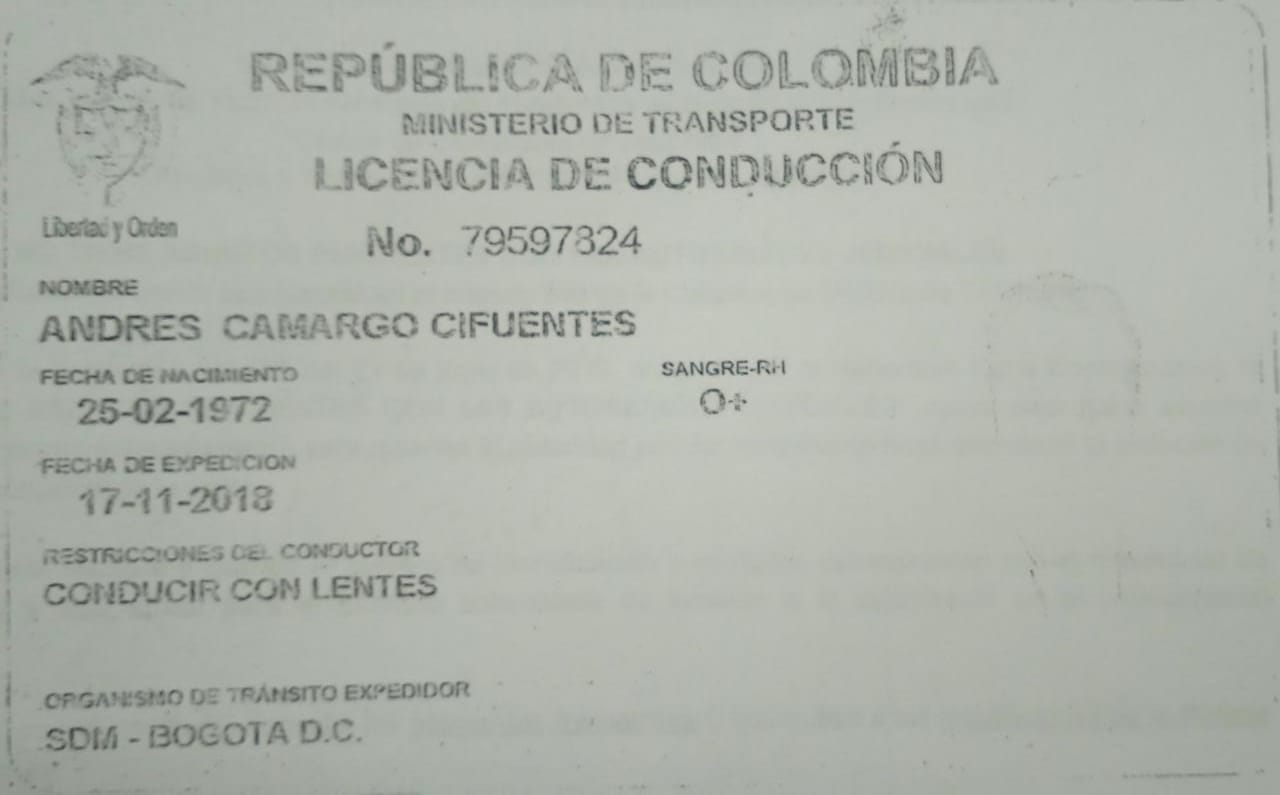 REPÚBLICA DE COLOMBIA
MINISTERIO DE TRANSPORTE
LICENCIA DE CONDUCCIÓN
Libertad y Orden
No. 79597824
NOMBRE
ANDRES CAMARGO CIFUENTES
FECHA DE NACIMIENTO
25-02-1972
SANGRE-RH
O+
FECHA DE EXPEDICION
17-11-2018
RESTRICCIONES DEL CONDUCTOR
CONDUCIR CON LENTES
ORGANISMO DE TRÁNSITO EXPEDIDOR
SDM - BOGOTA D.C.